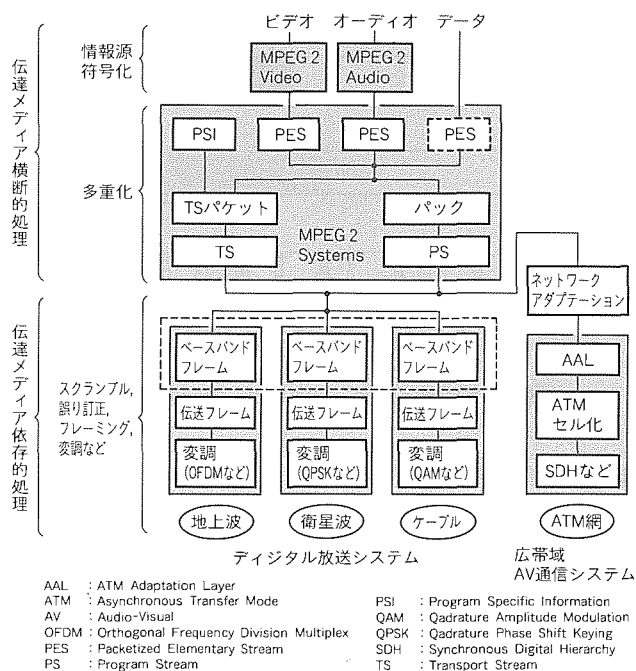 ビデオ オーディオ データ
情報源
符号化
MPEG 2
Video
MPEG 2
Audio
伝達メディア横断的処理
多重化
PSI
PES
PES
PES
TSパケット
パック
TS
MPEG 2
Systems
PS
ネットワーク
アダプテーション
伝達メディア依存的処理
スクランブル,
誤り訂正,
フレーミング,
変調など
ベースバンド
フレーム
ベースバンド
フレーム
ベースバンド
フレーム
伝送フレーム
伝送フレーム
伝送フレーム
変調
(OFDMなど)
変調
(QPSKなど)
変調
(QAMなど)
AAL
ATM
セル化
SDHなど
地上波
衛星波
ケーブル
ATM網
ディジタル放送システム
広帯域
AV通信システム
AAL : ATM Adaptation Layer
ATM : Asynchronous Transfer Mode
AV : Audio-Visual
OFDM : Orthogonal Frequency Division Multiplex
PES : Packetized Elementary Stream
PS : Program Stream
PSI : Program Specific Information
QAM : Qadrature Amplitude Modulation
QPSK : Qadrature Phase Shift Keying
SDH : Synchronous Digital Hierarchy
TS : Transport Stream